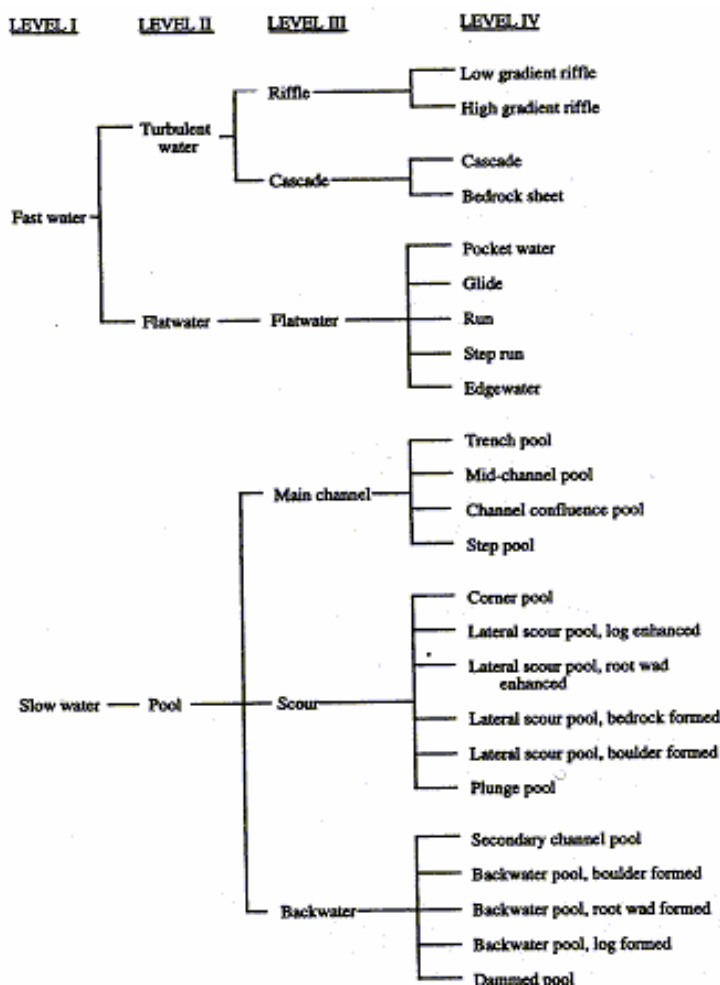 LEVEL I LEVEL II LEVEL III LEVEL IV
Low gradient riffle
Riffle
High gradient riffle
Turbulent
water
Cascade
Cascade
Bedrock sheet
Fast water
Pocket water
Glide
Flatwater Flatwater Run
Step run
Edgewater
Trench pool
Mid-channel pool
Main channel
Channel confluence pool
Step pool
Corner pool
Lateral scour pool, log enhanced
Lateral scour pool, root wad
enhanced
Slow water Pool Scour
Lateral scour pool, bedrock formed
Lateral scour pool, boulder formed
Plunge pool
Secondary channel pool
Backwater pool, boulder formed
Backwater Backwater pool, root wad formed
Backwater pool, log formed
Dammed pool